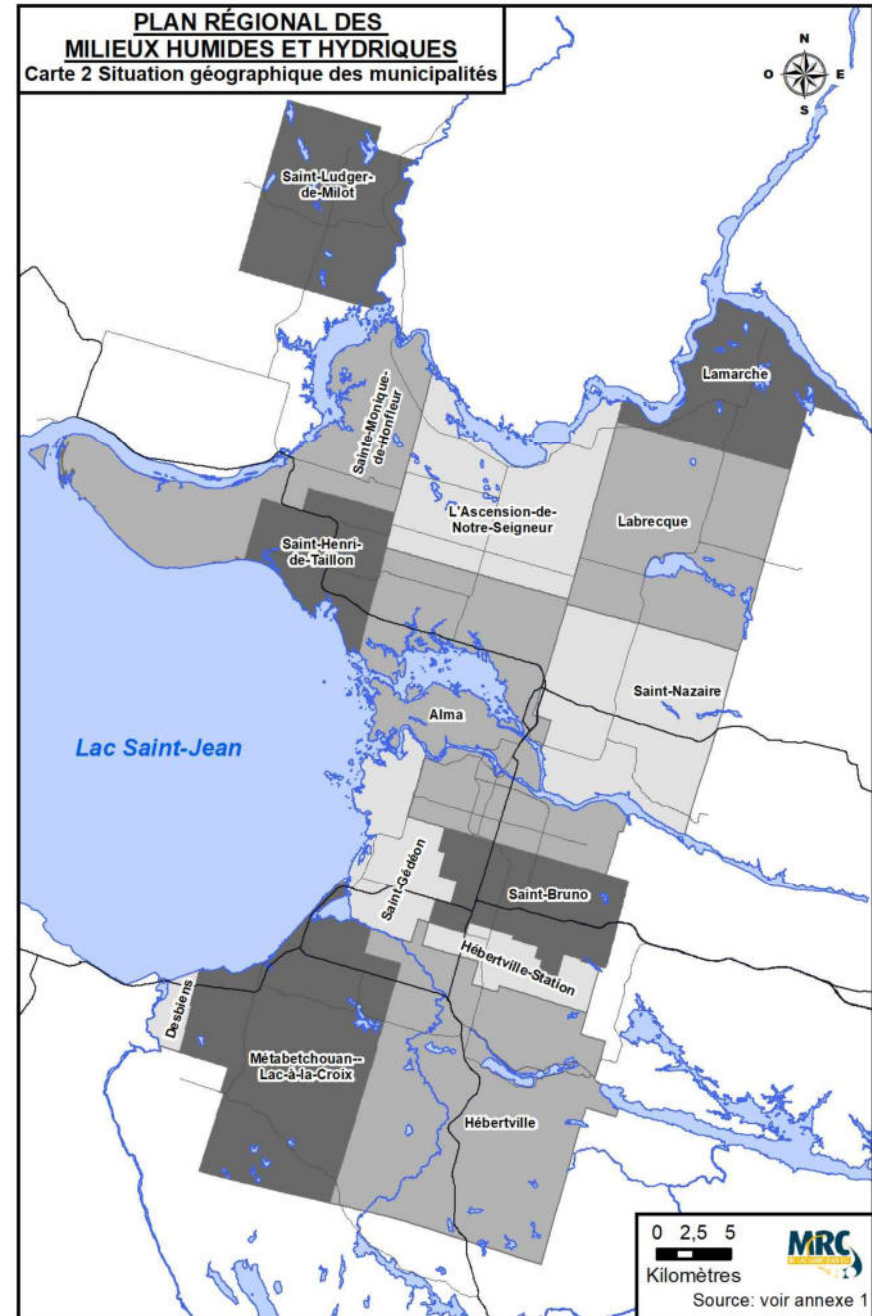 PLAN RÉGIONAL DES
MILIEUX HUMIDES ET HYDRIQUES
Carte 2 Situation géographique des municipalités
N
O
E
S
Saint-Ludger-
de-Milot
Lamarche
Sainte-Monique-
de-Honfleur
L'Ascension-de-
Notre-Seigneur
Labrecque
Saint-Henri-
de-Taillon
Saint-Nazaire
Alma
Lac Saint-Jean
Saint-Gédéon
Saint-Bruno
Hébertville-Station
Desbiens
Métabetchouan--
Lac-à-la-Croix
Hébertville
0 2,5 5
Kilomètres
MRC
Source: voir annexe 1